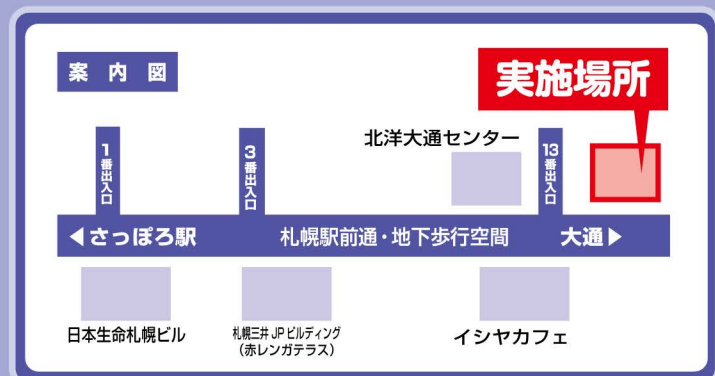 案内図
実施場所
北洋大通センター
1番出入口
3番出入口
13番出入口
◀さっぽろ駅
札幌駅前通・地下歩行空間
大通▶
日本生命札幌ビル
札幌三井JPビルディング
(赤レンガテラス)
イシヤカフェ